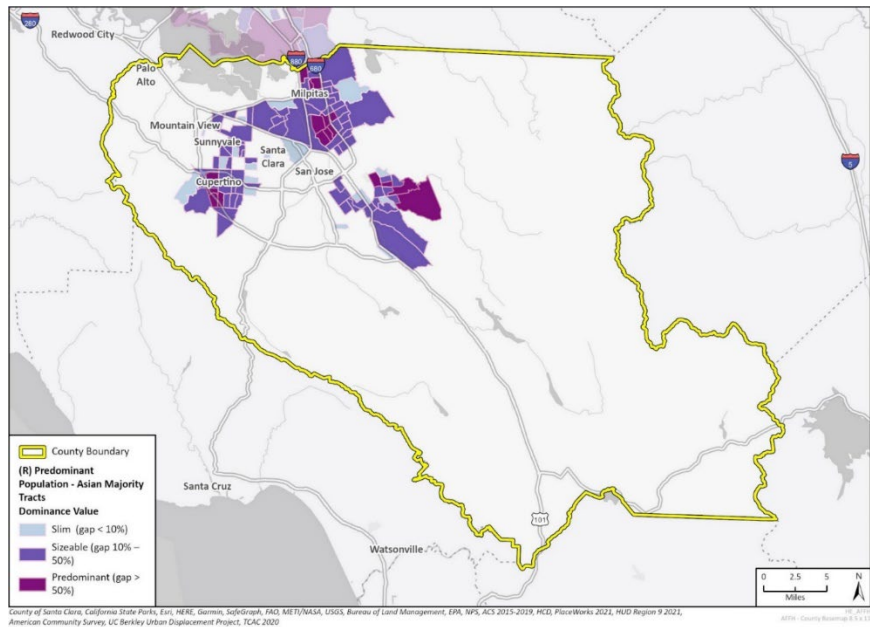 280
Redwood City
880
680
Palo
Alto
Milpitas
Mountain View
Sunnyvale
Santa
Clara
San Jose
Cupertino
5
County Boundary
(R) Predominant
Population - Asian Majority
Tracts
Dominance Value
Slim (gap < 10%)
Sizeable (gap 10% –
50%)
Predominant (gap >
50%)
Santa Cruz
Watsonville
101
0 2.5 5
Miles
N
County of Santa Clara, California State Parks, Esri, HERE, Garmin, SafeGraph, FAO, METI/NASA, USGS, Bureau of Land Management, EPA, NPS, ACS 2015-2019, HCD, PlaceWorks 2021, HUD Region 9 2021,
American Community Survey, UC Berkley Urban Displacement Project, TCAC 2020